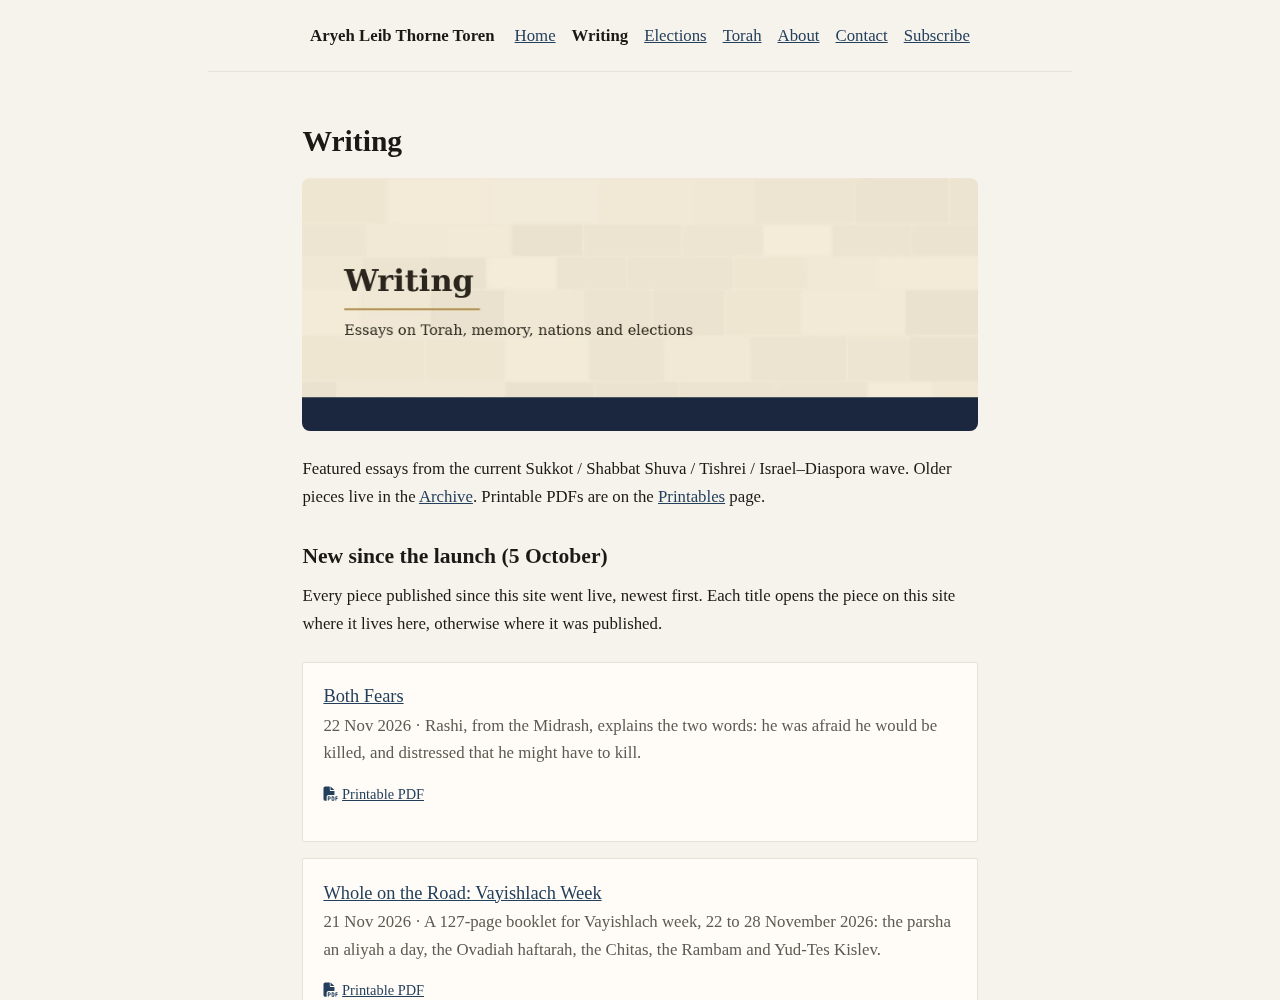 Aryeh Leib Thorne Toren Home Writing Elections Torah About Contact Subscribe
Writing
Writing
Essays on Torah, memory, nations and elections
Featured essays from the current Sukkot / Shabbat Shuva / Tishrei / Israel–Diaspora wave. Older
pieces live in the Archive. Printable PDFs are on the Printables page.
New since the launch (5 October)
Every piece published since this site went live, newest first. Each title opens the piece on this site
where it lives here, otherwise where it was published.
Both Fears
22 Nov 2026 · Rashi, from the Midrash, explains the two words: he was afraid he would be
killed, and distressed that he might have to kill.
Printable PDF
Whole on the Road: Vayishlach Week
21 Nov 2026 · A 127-page booklet for Vayishlach week, 22 to 28 November 2026: the parsha
an aliyah a day, the Ovadiah haftarah, the Chitas, the Rambam and Yud-Tes Kislev.
Printable PDF